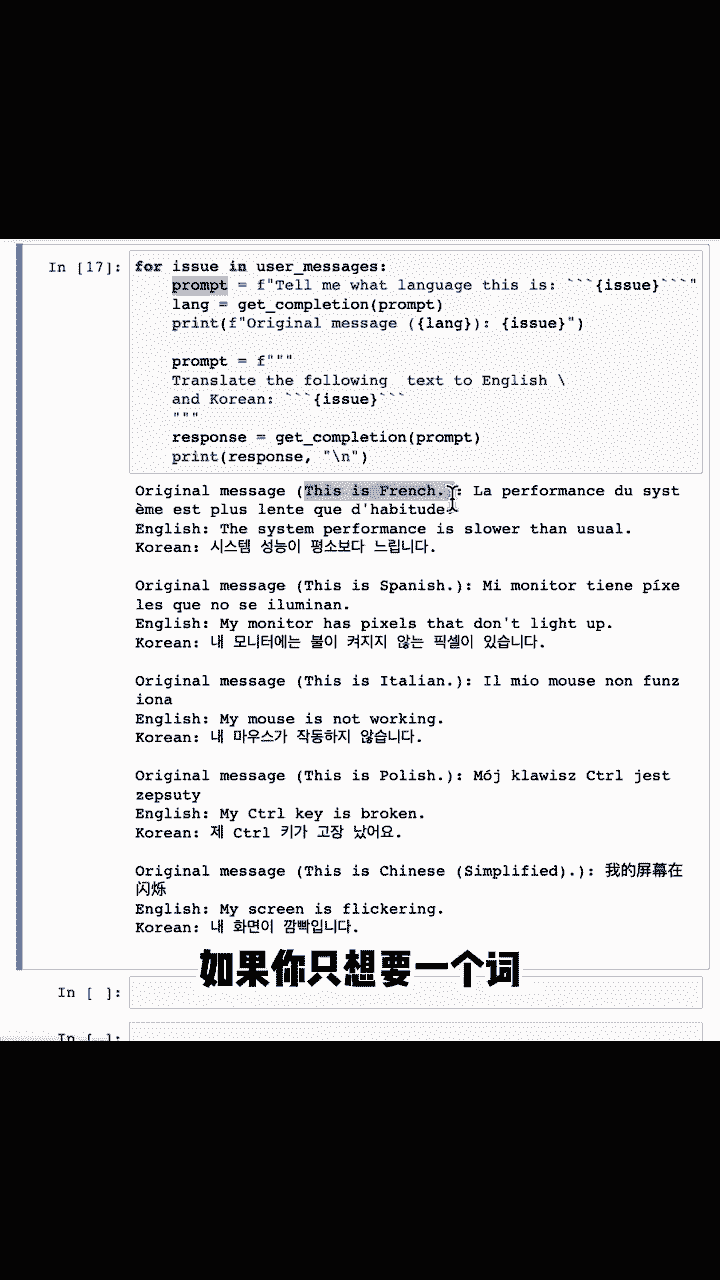 In [17]: for issue in user_messages:
prompt = f"Tell me what language this is: ```{issue}```"
lang = get_completion(prompt)
print(f"Original message ({lang}): {issue}")
prompt = f"""
Translate the following  text to English \
and Korean: ```{issue}```
"""
response = get_completion(prompt)
print(response, "\n")
Original message (This is French.): La performance du syst
ème est plus lente que d'habitude.
English: The system performance is slower than usual.
Korean: 시스템 성능이 평소보다 느립니다.
Original message (This is Spanish.): Mi monitor tiene píxe
les que no se iluminan.
English: My monitor has pixels that don't light up.
Korean: 내 모니터에는 불이 켜지지 않는 픽셀이 있습니다.
Original message (This is Italian.): Il mio mouse non funz
iona
English: My mouse is not working.
Korean: 내 마우스가 작동하지 않습니다.
Original message (This is Polish.): Mój klawisz Ctrl jest
zepsuty
English: My Ctrl key is broken.
Korean: 제 Ctrl 키가 고장 났어요.
Original message (This is Chinese (Simplified).): 我的屏幕在
闪烁
English: My screen is flickering.
Korean: 내 화면이 깜빡입니다.
如果你只想要一个词
In [ ]:
In [ ]: